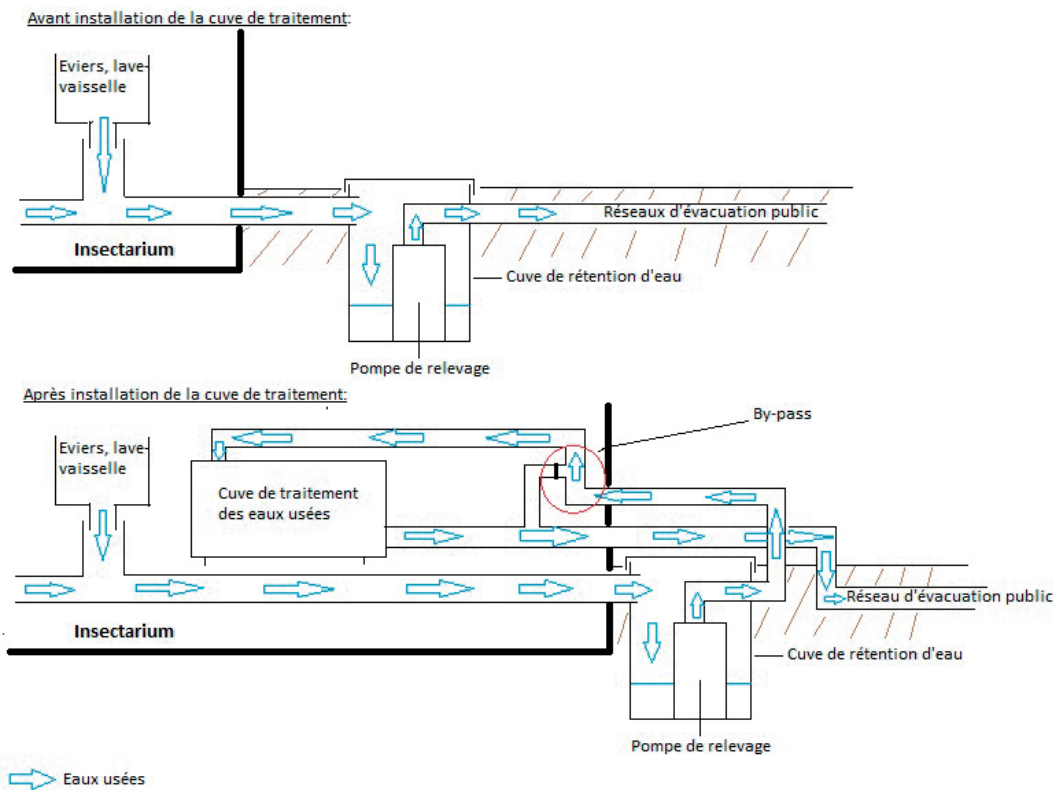 Avant installation de la cuve de traitement:
Eviers, lave-
vaisselle
Réseaux d'évacuation public
Insectarium
Cuve de rétention d'eau
Pompe de relevage
Après installation de la cuve de traitement:
By-pass
Eviers, lave-
vaisselle
Cuve de traitement
des eaux usées
Réseau d'évacuation public
Insectarium
Cuve de rétention d'eau
Pompe de relevage
Eaux usées